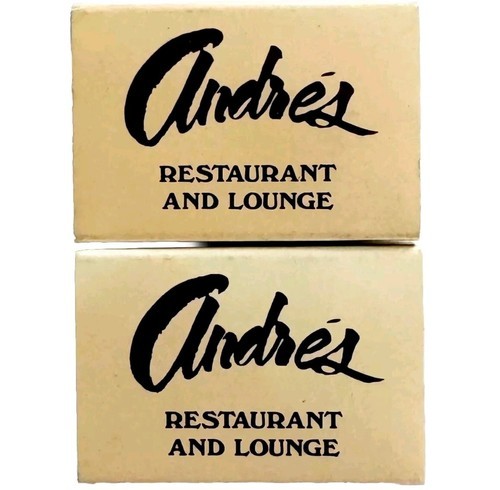 Andrés
RESTAURANT
AND LOUNGE
Andrés
RESTAURANT
AND LOUNGE